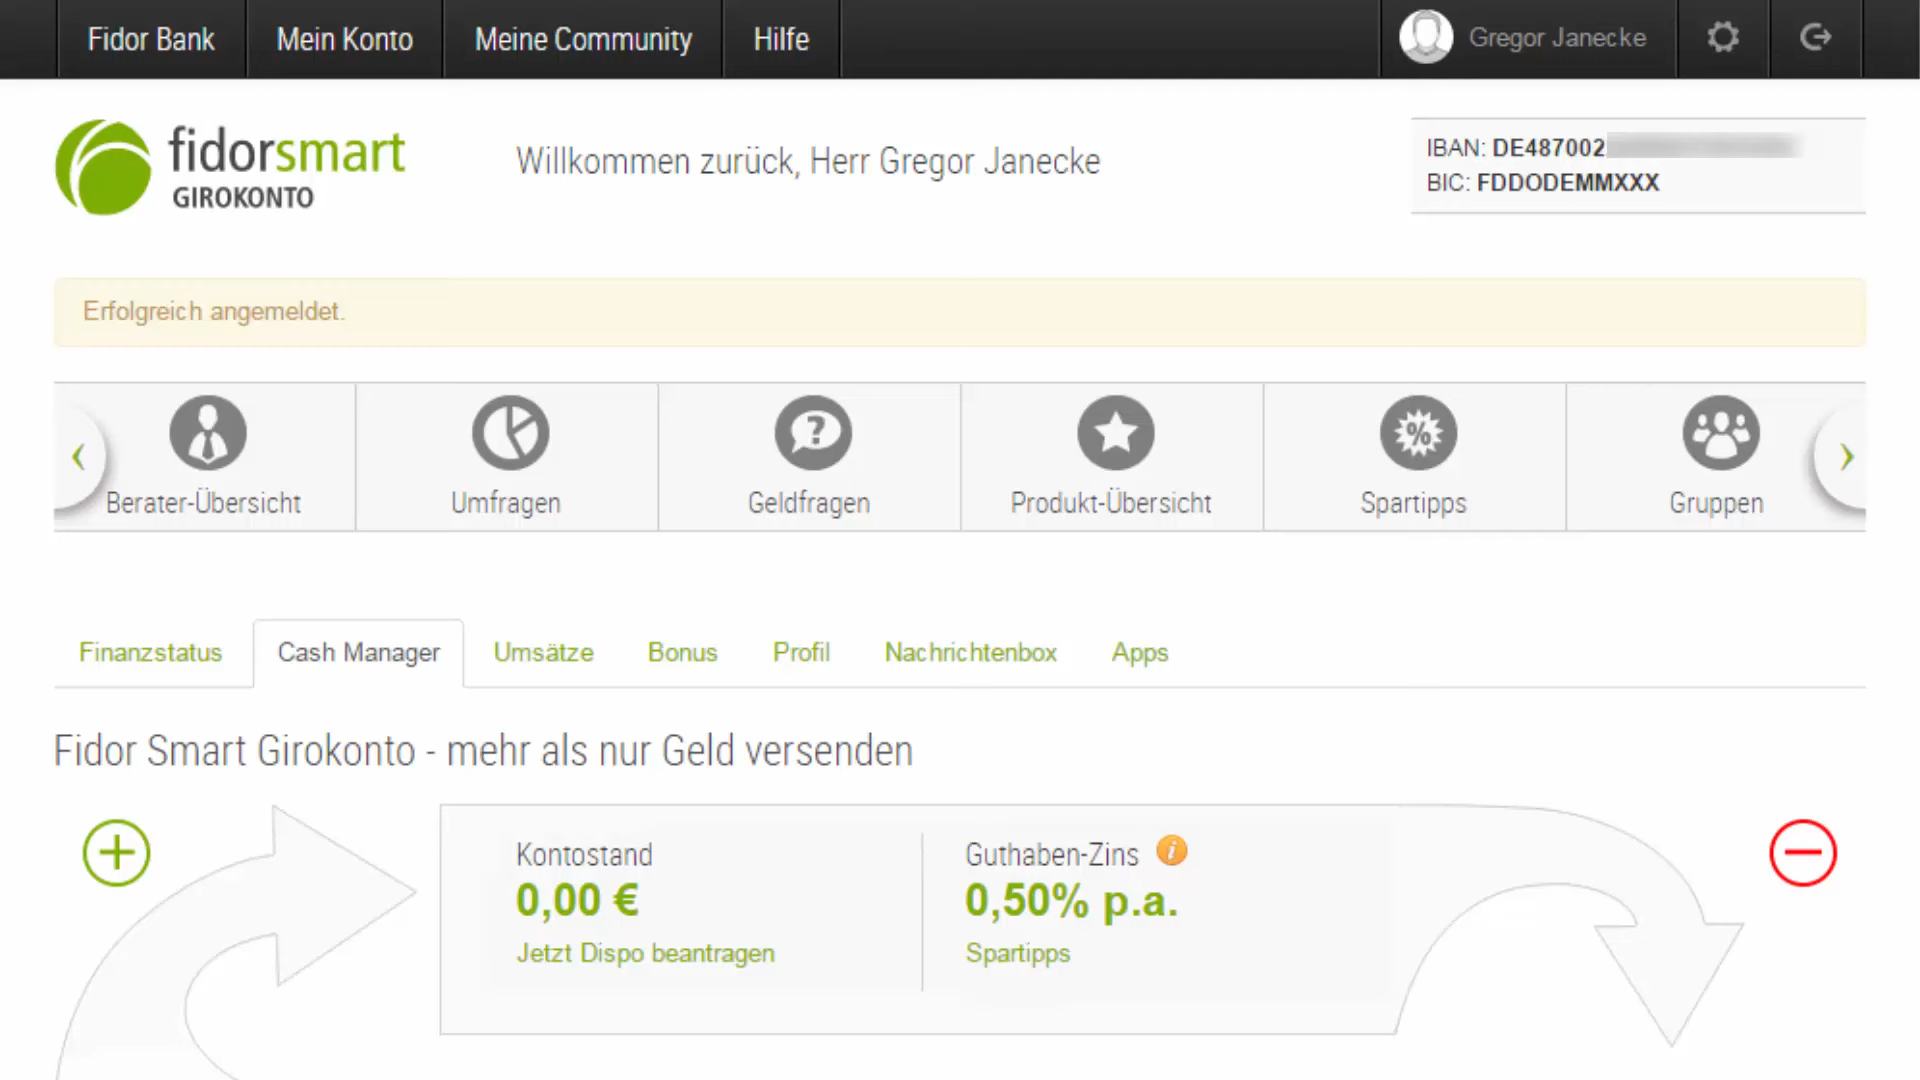 Fidor Bank
Mein Konto
Meine Community
Hilfe
Gregor Janecke
fidorsmart
GIROKONTO
Willkommen zurück, Herr Gregor Janecke
IBAN: DE487002
BIC: FDDODEMMXXX
Erfolgreich angemeldet.
Berater-Übersicht
Umfragen
Geldfragen
Produkt-Übersicht
Spartipps
Gruppen
Finanzstatus
Cash Manager
Umsätze
Bonus
Profil
Nachrichtenbox
Apps
Fidor Smart Girokonto - mehr als nur Geld versenden
Kontostand
0,00 €
Jetzt Dispo beantragen
Guthaben-Zins
0,50% p.a.
Spartipps